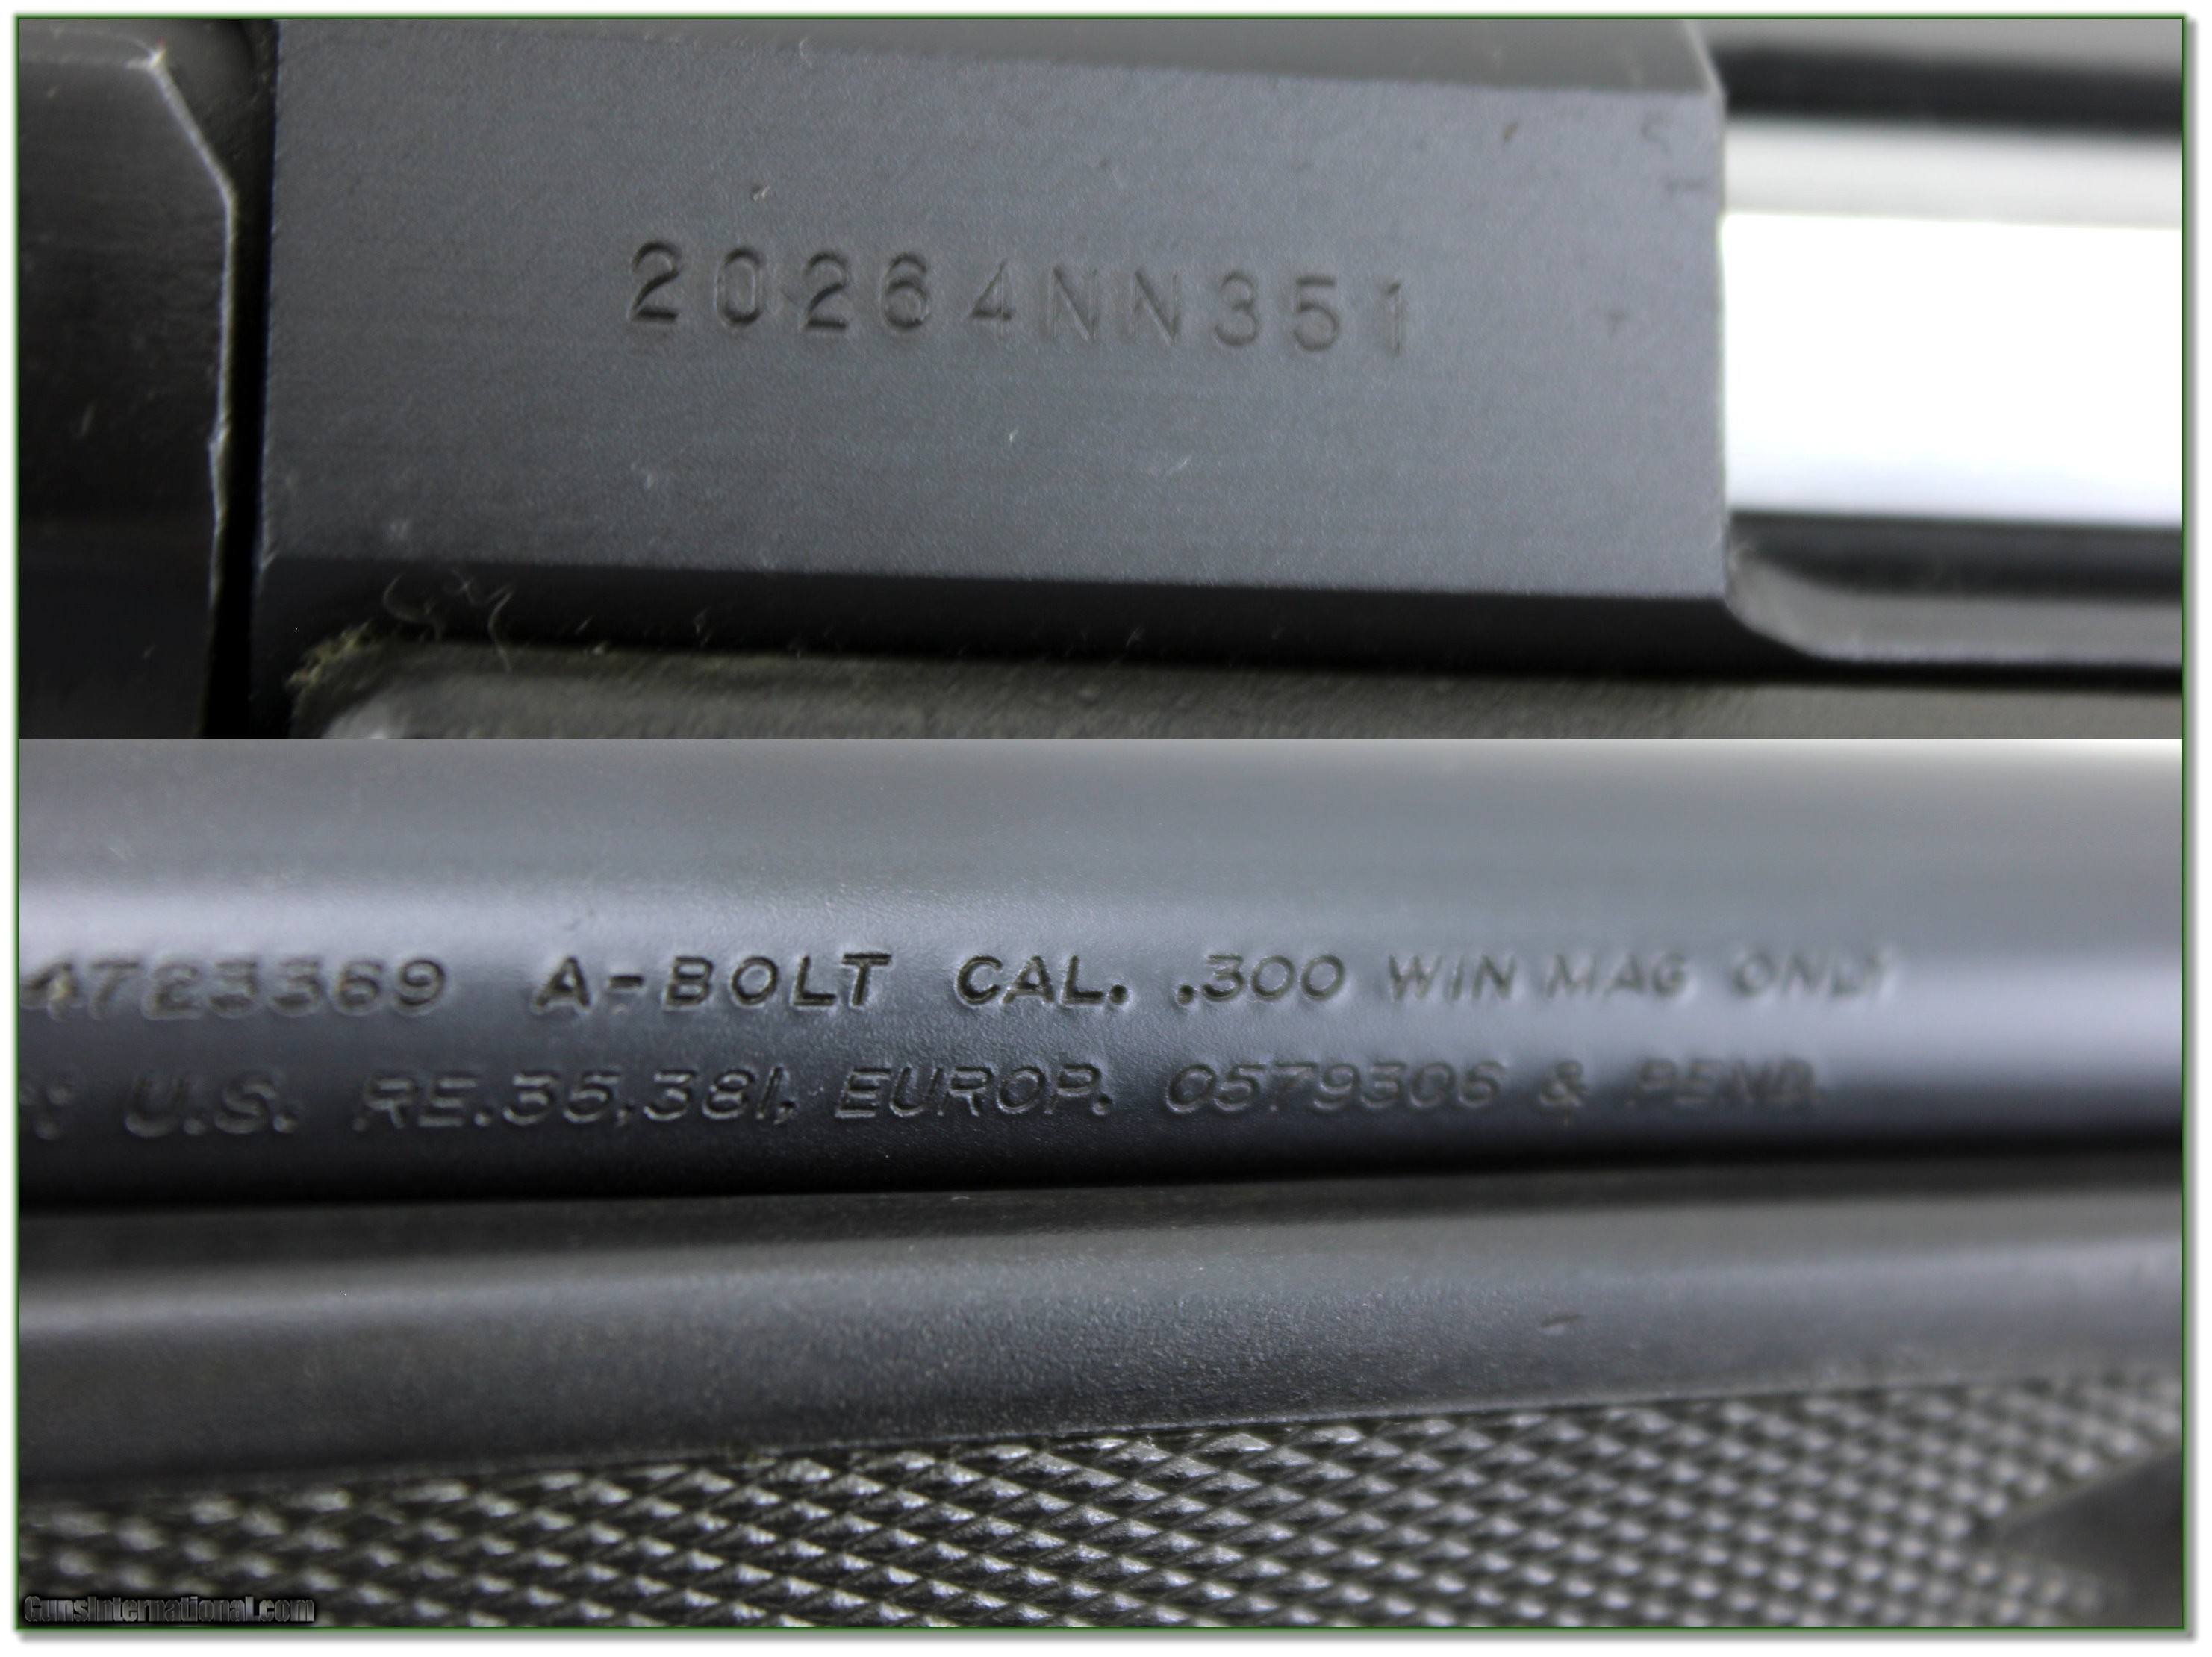 20264NN351
4723369 A-BOLT CAL. .300 WIN MAG ONLY
U.S. RE.35,381, EUROP. 0579306 & PEND.
GunsInternational.com